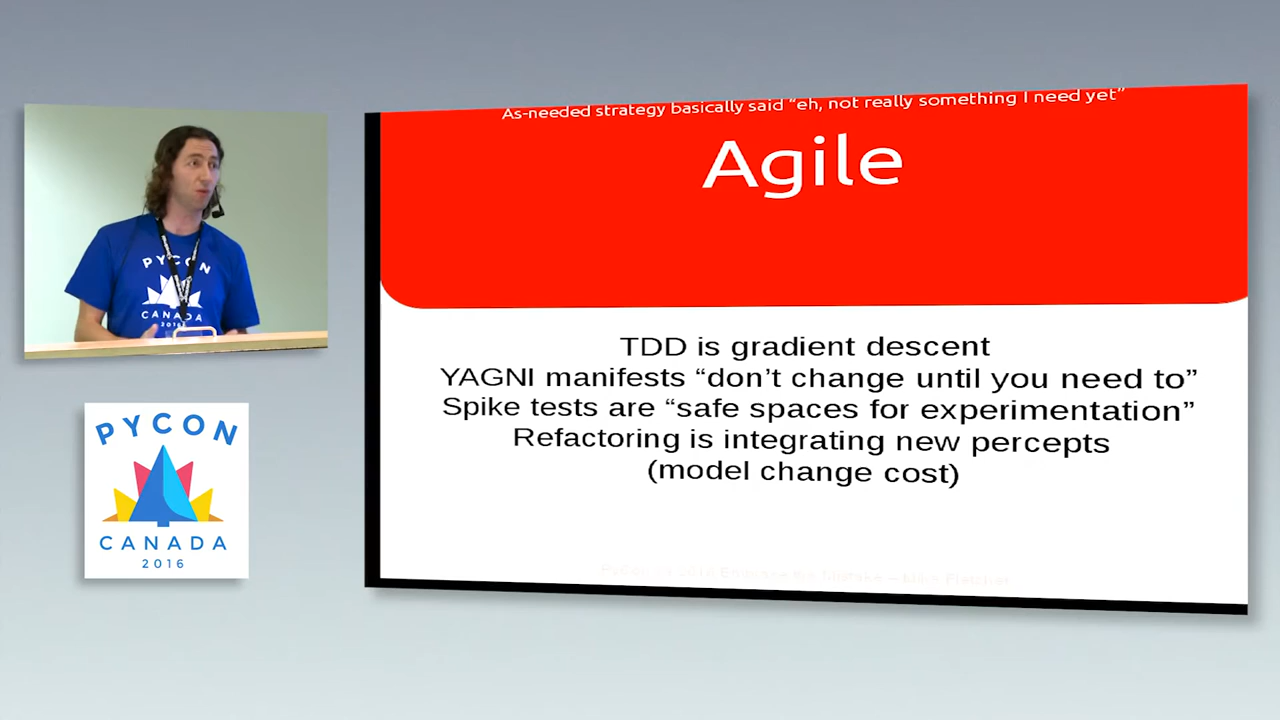 As-needed strategy basically said “eh, not really something I need yet”
Agile
TDD is gradient descent
YAGNI manifests “don’t change until you need to”
Spike tests are “safe spaces for experimentation”
Refactoring is integrating new percepts
(model change cost)
PYCON
CANADA
2016
PYCON
CANADA
2016